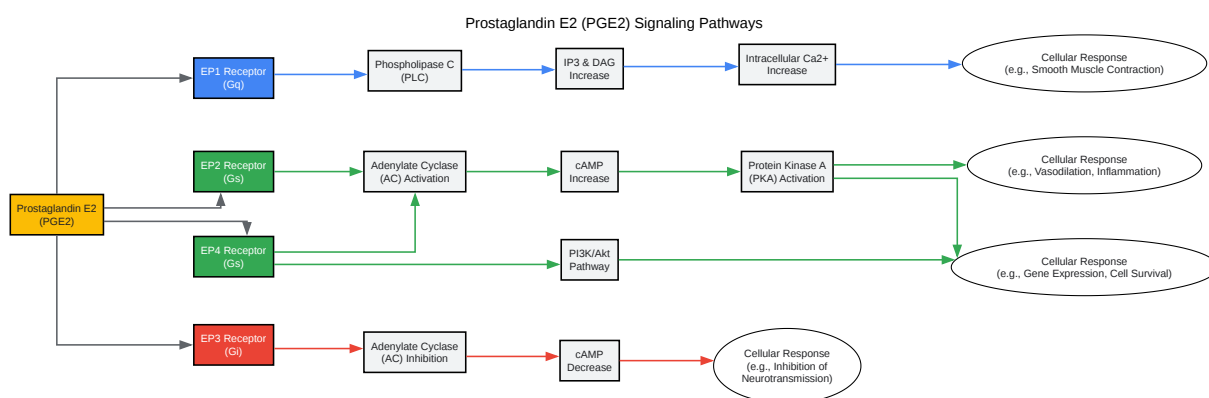 Prostaglandin E2 (PGE2) Signaling Pathways
EP1 Receptor
(Gq)
Phospholipase C
(PLC)
IP3 & DAG
Increase
Intracellular Ca2+
Increase
Cellular Response
(e.g., Smooth Muscle Contraction)
EP2 Receptor
(Gs)
Adenylate Cyclase
(AC) Activation
cAMP
Increase
Protein Kinase A
(PKA) Activation
Cellular Response
(e.g., Vasodilation, Inflammation)
Prostaglandin E2
(PGE2)
EP4 Receptor
(Gs)
PI3K/Akt
Pathway
Cellular Response
(e.g., Gene Expression, Cell Survival)
EP3 Receptor
(Gi)
Adenylate Cyclase
(AC) Inhibition
cAMP
Decrease
Cellular Response
(e.g., Inhibition of
Neurotransmission)